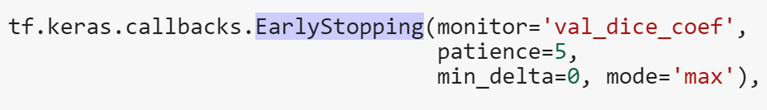 tf.keras.callbacks.EarlyStopping(monitor='val_dice_coef',
patience=5,
min_delta=0, mode='max'),